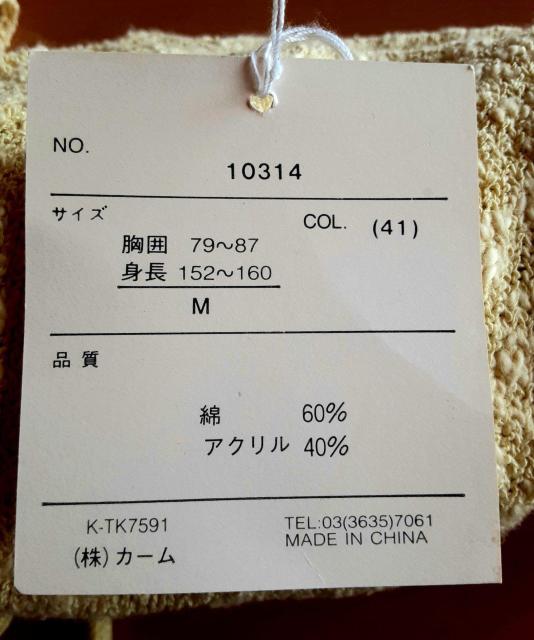 NO.
10314
サイズ
COL. (41)
胸囲 79〜87
身長 152〜160
M
品質
綿 60%
アクリル 40%
K-TK7591
TEL:03(3635)7061
(株)カーム
MADE IN CHINA